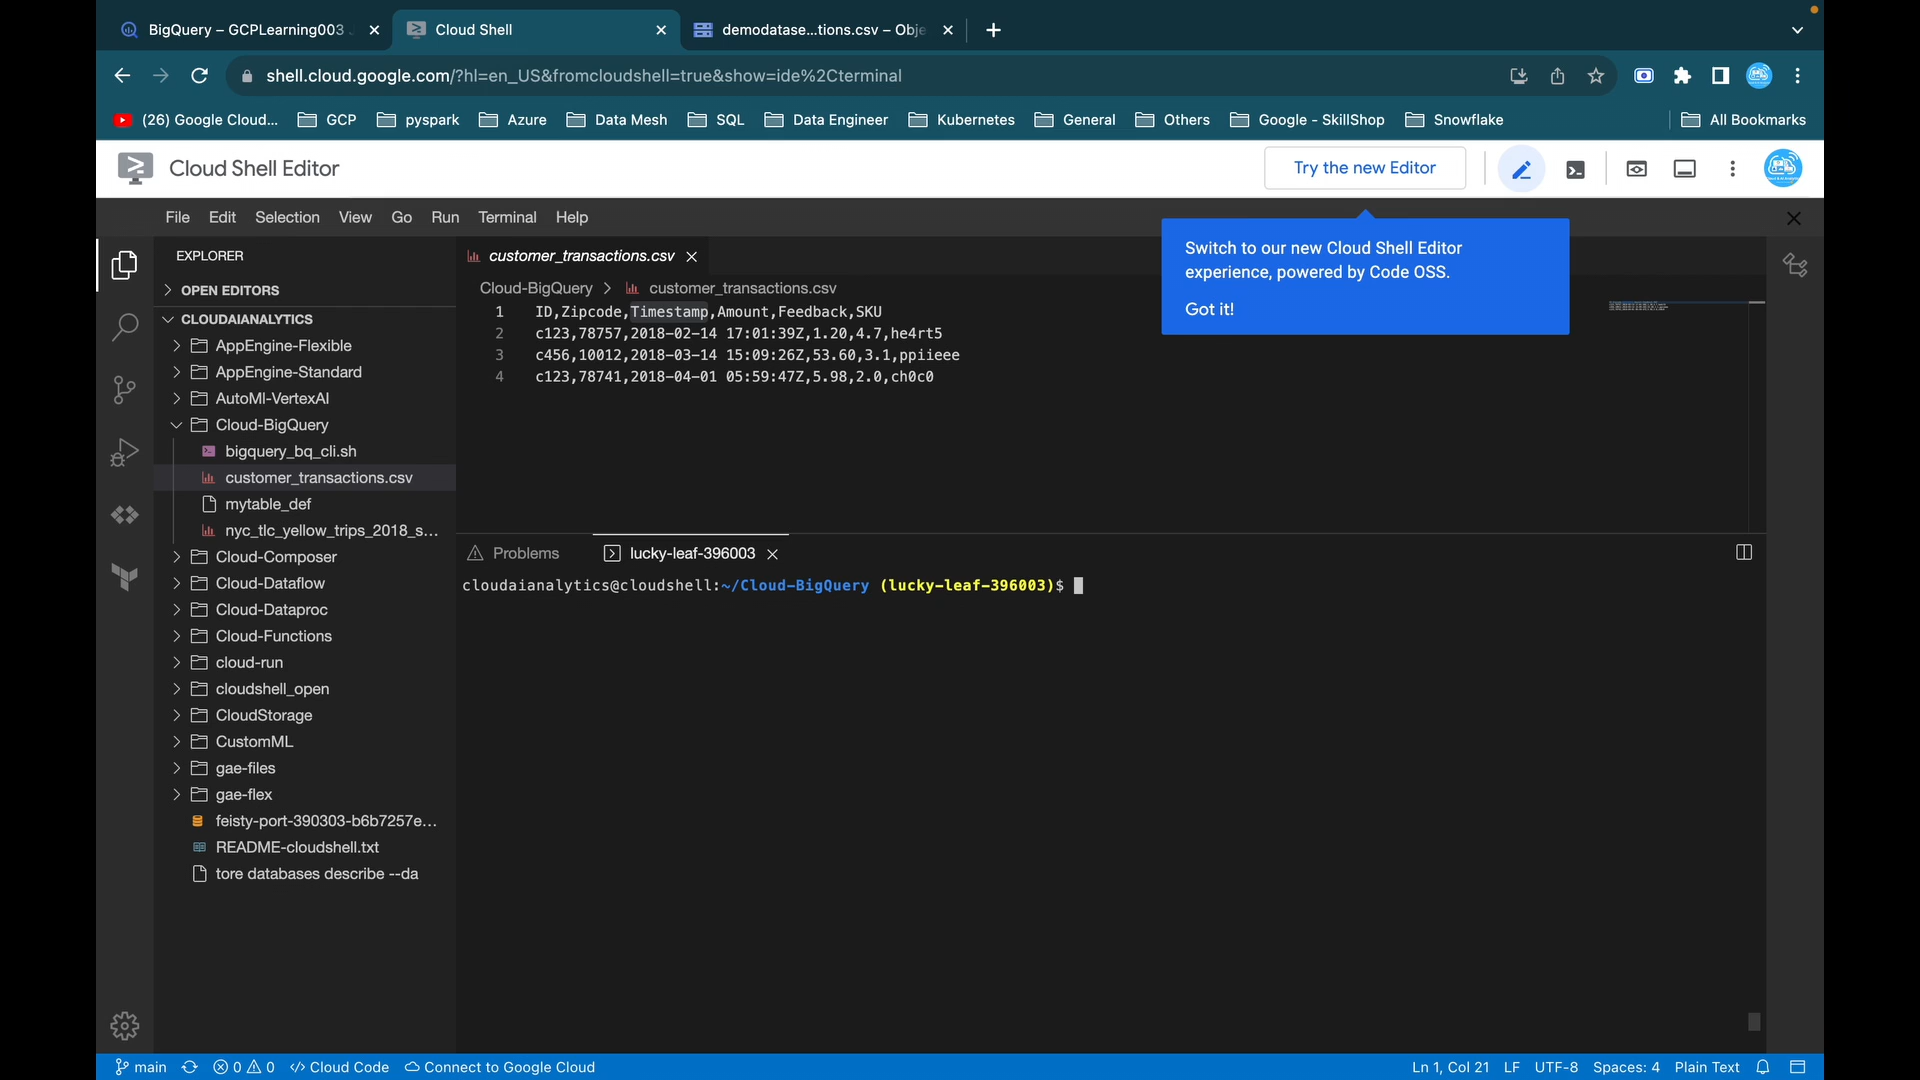 BigQuery – GCPLearning003
Cloud Shell
demodatase...tions.csv – Obje
shell.cloud.google.com/?hl=en_US&fromcloudshell=true&show=ide%2Cterminal
(26) Google Cloud...
GCP
pyspark
Azure
Data Mesh
SQL
Data Engineer
Kubernetes
General
Others
Google - SkillShop
Snowflake
All Bookmarks
Cloud Shell Editor
Try the new Editor
File Edit Selection View Go Run Terminal Help
Switch to our new Cloud Shell Editor
experience, powered by Code OSS.
Got it!
EXPLORER
OPEN EDITORS
CLOUDAIANALYTICS
AppEngine-Flexible
AppEngine-Standard
AutoMl-VertexAI
Cloud-BigQuery
bigquery_bq_cli.sh
customer_transactions.csv
mytable_def
nyc_tlc_yellow_trips_2018_s...
Cloud-Composer
Cloud-Dataflow
Cloud-Dataproc
Cloud-Functions
cloud-run
cloudshell_open
CloudStorage
CustomML
gae-files
gae-flex
feisty-port-390303-b6b7257e...
README-cloudshell.txt
tore databases describe --da
customer_transactions.csv
Cloud-BigQuery > customer_transactions.csv
1 ID,Zipcode,Timestamp,Amount,Feedback,SKU
2 c123,78757,2018-02-14 17:01:39Z,1.20,4.7,he4rt5
3 c456,10012,2018-03-14 15:09:26Z,53.60,3.1,ppiieee
4 c123,78741,2018-04-01 05:59:47Z,5.98,2.0,ch0c0
Problems
lucky-leaf-396003
cloudaianalytics@cloudshell:~/Cloud-BigQuery (lucky-leaf-396003)$
main
0
0
Cloud Code
Connect to Google Cloud
Ln 1, Col 21
LF
UTF-8
Spaces: 4
Plain Text